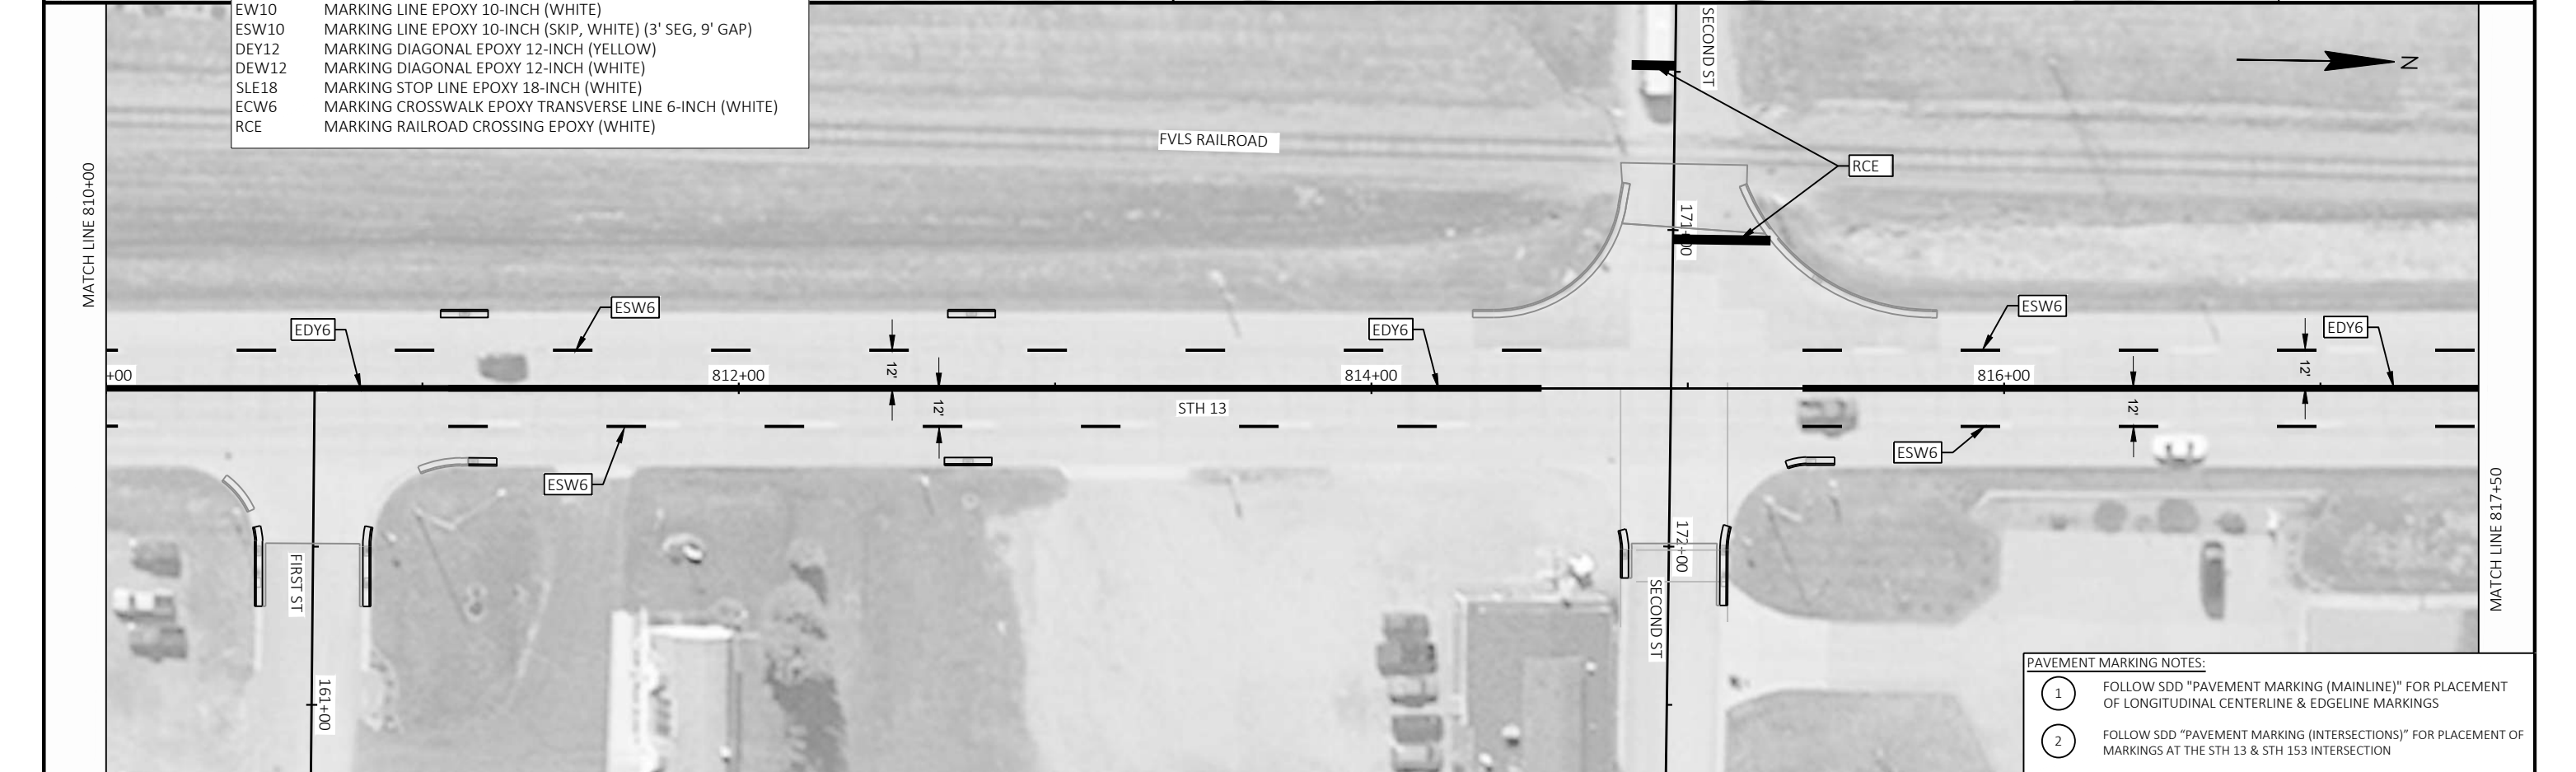 EW10 MARKING LINE EPOXY 10-INCH (WHITE)
ESW10 MARKING LINE EPOXY 10-INCH (SKIP, WHITE) (3' SEG, 9' GAP)
DEY12 MARKING DIAGONAL EPOXY 12-INCH (YELLOW)
DEW12 MARKING DIAGONAL EPOXY 12-INCH (WHITE)
SLE18 MARKING STOP LINE EPOXY 18-INCH (WHITE)
ECW6 MARKING CROSSWALK EPOXY TRANSVERSE LINE 6-INCH (WHITE)
RCE MARKING RAILROAD CROSSING EPOXY (WHITE)
SECOND ST
N
FVLS RAILROAD
RCE
MATCH LINE 810+00
171+00
ESW6
ESW6
EDY6
EDY6
EDY6
+00
812+00
12'
814+00
816+00
12'
12'
STH 13
12'
ESW6
ESW6
MATCH LINE 817+50
172+00
FIRST ST
SECOND ST
161+00
PAVEMENT MARKING NOTES:
1 FOLLOW SDD "PAVEMENT MARKING (MAINLINE)" FOR PLACEMENT
OF LONGITUDINAL CENTERLINE & EDGELINE MARKINGS
2 FOLLOW SDD “PAVEMENT MARKING (INTERSECTIONS)” FOR PLACEMENT OF
MARKINGS AT THE STH 13 & STH 153 INTERSECTION